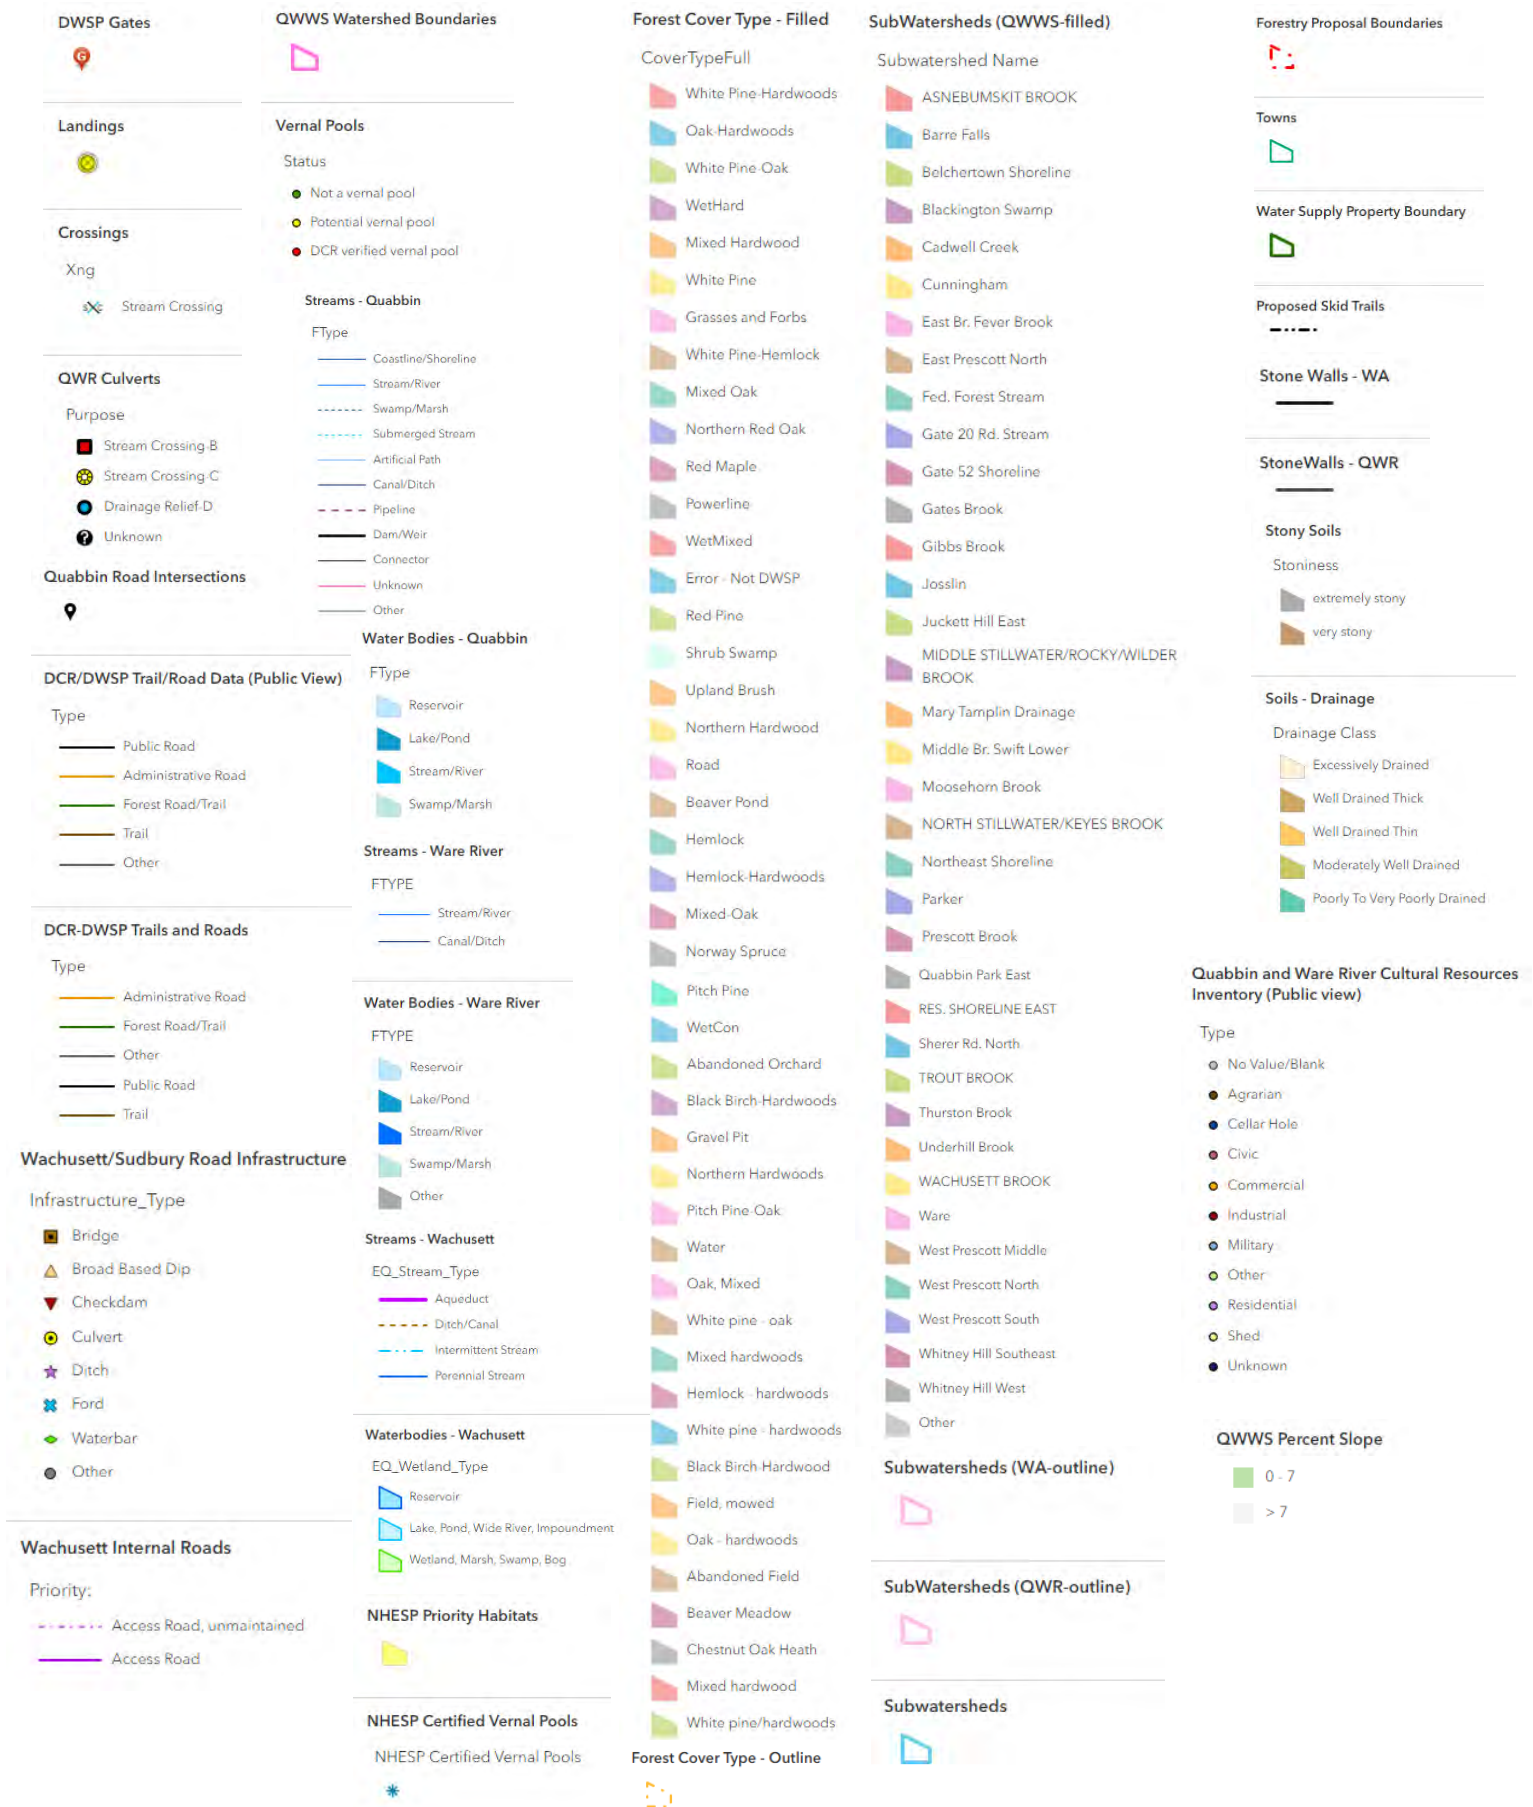 DWSP Gates
G
Landings
Crossings
Xng
Stream Crossing
QWR Culverts
Purpose
Stream Crossing-B
Stream Crossing-C
Drainage Relief-D
?
Unknown
Quabbin Road Intersections
DCR/DWSP Trail/Road Data (Public View)
Type
Public Road
Administrative Road
Forest Road/Trail
Trail
Other
DCR-DWSP Trails and Roads
Type
Administrative Road
Forest Road/Trail
Other
Public Road
Trail
Wachusett/Sudbury Road Infrastructure
Infrastructure_Type
Bridge
Broad Based Dip
Checkdam
Culvert
Ditch
Ford
Waterbar
Other
Wachusett Internal Roads
Priority:
Access Road, unmaintained
Access Road
QWWS Watershed Boundaries
Vernal Pools
Status
Not a vernal pool
Potential vernal pool
DCR verified vernal pool
Streams - Quabbin
FType
Coastline/Shoreline
Stream/River
Swamp/Marsh
Submerged Stream
Artificial Path
Canal/Ditch
Pipeline
Dam/Weir
Connector
Unknown
Other
Water Bodies - Quabbin
FType
Reservoir
Lake/Pond
Stream/River
Swamp/Marsh
Streams - Ware River
FTYPE
Stream/River
Canal/Ditch
Water Bodies - Ware River
FTYPE
Reservoir
Lake/Pond
Stream/River
Swamp/Marsh
Other
Streams - Wachusett
EQ_Stream_Type
Aqueduct
Ditch/Canal
Intermittent Stream
Perennial Stream
Waterbodies - Wachusett
EQ_Wetland_Type
Reservoir
Lake, Pond, Wide River, Impoundment
Wetland, Marsh, Swamp, Bog
NHESP Priority Habitats
NHESP Certified Vernal Pools
NHESP Certified Vernal Pools
Forest Cover Type - Filled
CoverTypeFull
White Pine-Hardwoods
Oak-Hardwoods
White Pine-Oak
WetHard
Mixed Hardwood
White Pine
Grasses and Forbs
White Pine-Hemlock
Mixed Oak
Northern Red Oak
Red Maple
Powerline
WetMixed
Error - Not DWSP
Red Pine
Shrub Swamp
Upland Brush
Northern Hardwood
Road
Beaver Pond
Hemlock
Hemlock-Hardwoods
Mixed-Oak
Norway Spruce
Pitch Pine
WetCon
Abandoned Orchard
Black Birch-Hardwoods
Gravel Pit
Northern Hardwoods
Pitch Pine-Oak
Water
Oak, Mixed
White pine - oak
Mixed hardwoods
Hemlock - hardwoods
White pine - hardwoods
Black Birch-Hardwood
Field, mowed
Oak - hardwoods
Abandoned Field
Beaver Meadow
Chestnut Oak Heath
Mixed hardwood
White pine/hardwoods
Forest Cover Type - Outline
SubWatersheds (QWWS-filled)
Subwatershed Name
ASNEBUMSKIT BROOK
Barre Falls
Belchertown Shoreline
Blackington Swamp
Cadwell Creek
Cunningham
East Br. Fever Brook
East Prescott North
Fed. Forest Stream
Gate 20 Rd. Stream
Gate 52 Shoreline
Gates Brook
Gibbs Brook
Josslin
Juckett Hill East
MIDDLE STILLWATER/ROCKY/WILDER
BROOK
Mary Tamplin Drainage
Middle Br. Swift Lower
Moosehorn Brook
NORTH STILLWATER/KEYES BROOK
Northeast Shoreline
Parker
Prescott Brook
Quabbin Park East
RES. SHORELINE EAST
Sherer Rd. North
TROUT BROOK
Thurston Brook
Underhill Brook
WACHUSETT BROOK
Ware
West Prescott Middle
West Prescott North
West Prescott South
Whitney Hill Southeast
Whitney Hill West
Other
Subwatersheds (WA-outline)
SubWatersheds (QWR-outline)
Subwatersheds
Forestry Proposal Boundaries
Towns
Water Supply Property Boundary
Proposed Skid Trails
Stone Walls - WA
StoneWalls - QWR
Stony Soils
Stoniness
extremely stony
very stony
Soils - Drainage
Drainage Class
Excessively Drained
Well Drained Thick
Well Drained Thin
Moderately Well Drained
Poorly To Very Poorly Drained
Quabbin and Ware River Cultural Resources
Inventory (Public view)
Type
No Value/Blank
Agrarian
Cellar Hole
Civic
Commercial
Industrial
Military
Other
Residential
Shed
Unknown
QWWS Percent Slope
0 - 7
> 7